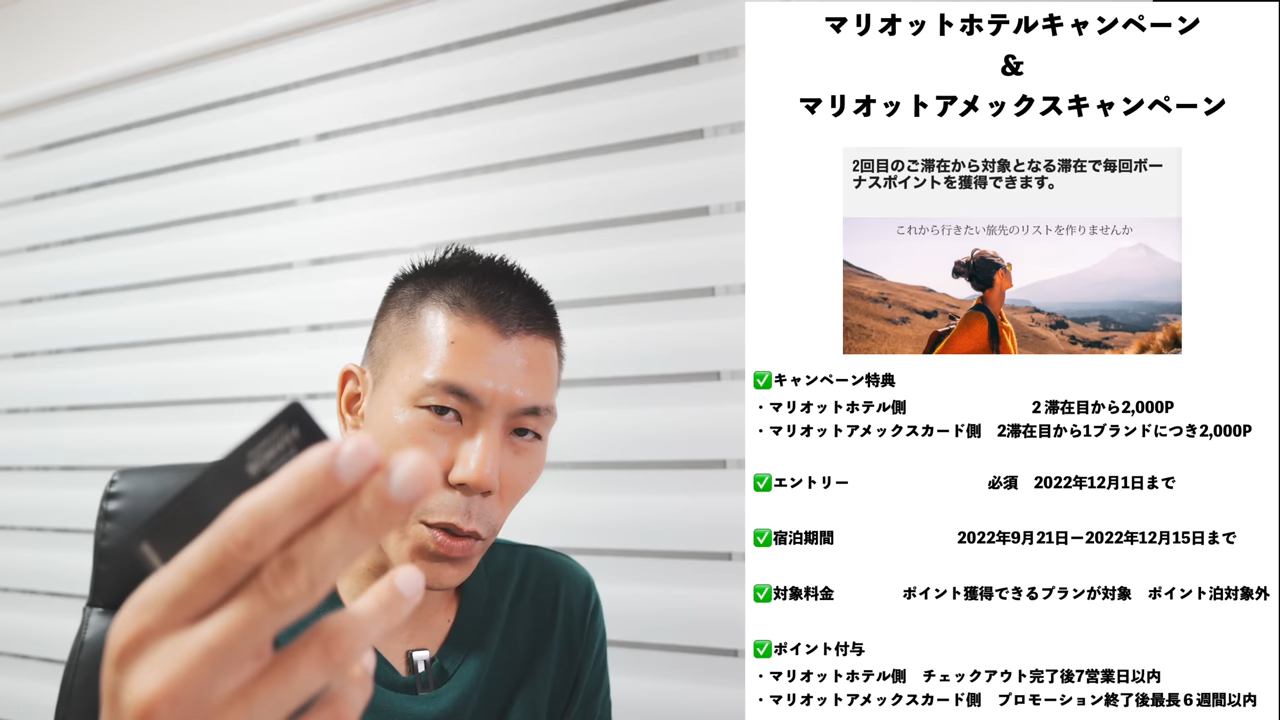 マリオットホテルキャンペーン
&
マリオットアメックスキャンペーン
2回目のご滞在から対象となる滞在で毎回ボー
ナスポイントを獲得できます。
これから行きたい旅先のリストを作りませんか
✅キャンペーン特典
・マリオットホテル側 2滞在目から2,000P
・マリオットアメックスカード側 2滞在目から1ブランドにつき2,000P
✅エントリー 必須 2022年12月1日まで
✅宿泊期間 2022年9月21日ー2022年12月15日まで
✅対象料金 ポイント獲得できるプランが対象 ポイント泊対象外
✅ポイント付与
・マリオットホテル側 チェックアウト完了後7営業日以内
・マリオットアメックスカード側 プロモーション終了後最長６週間以内